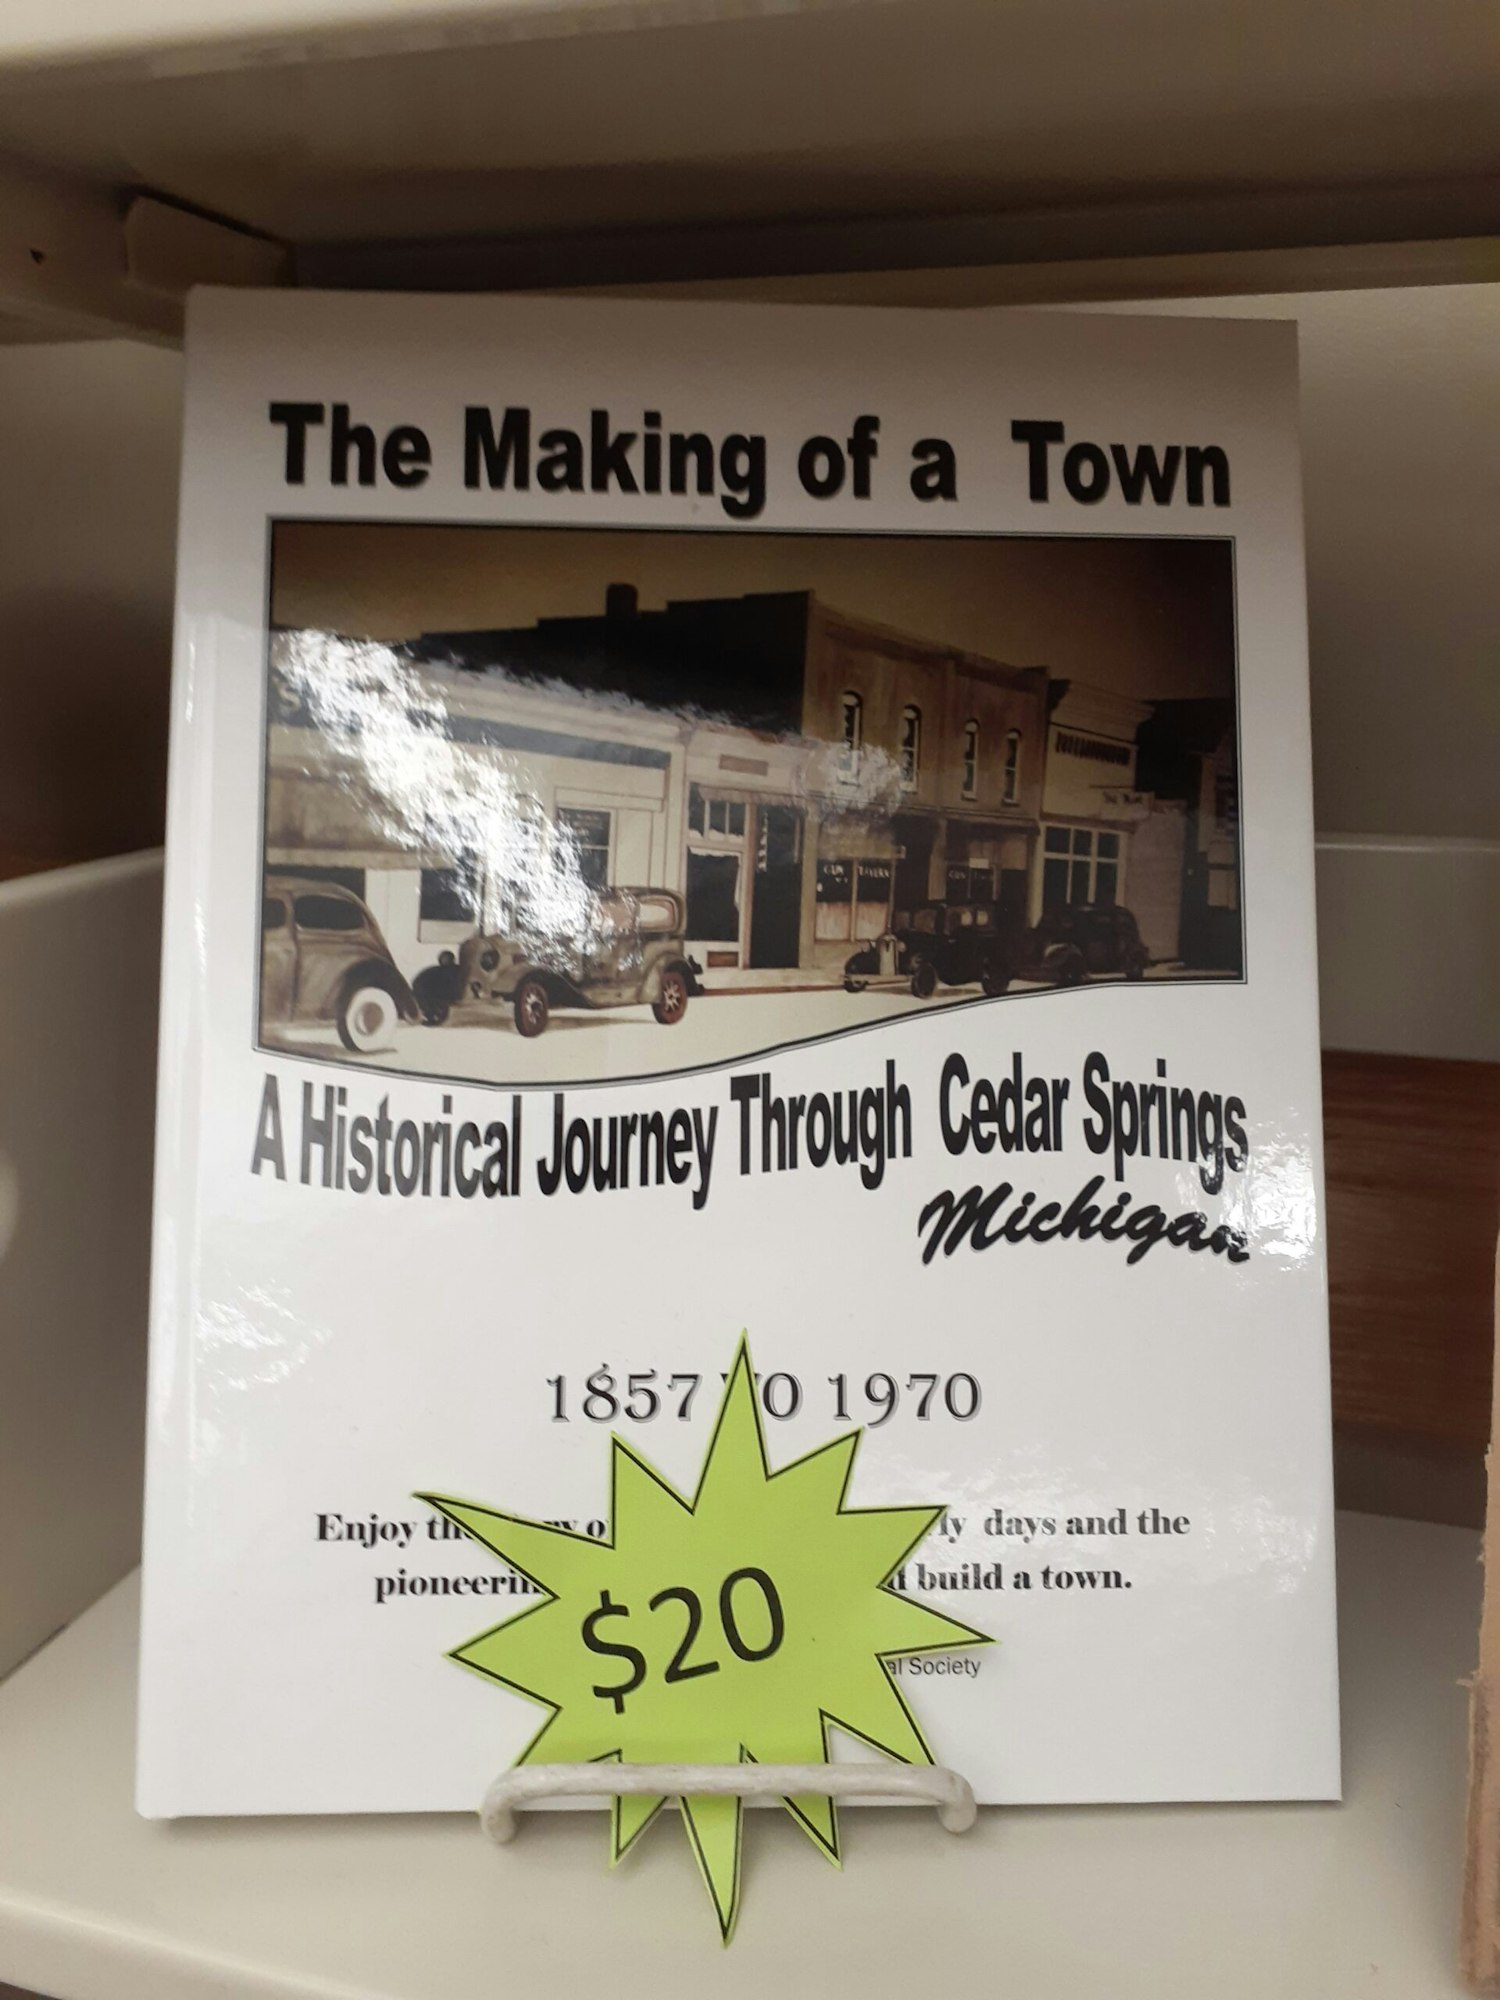 The Making of a Town
A Historical Journey Through Cedar Springs
Michigan
1857 TO 1970
Enjoy days and the
build a town.
$20
Society